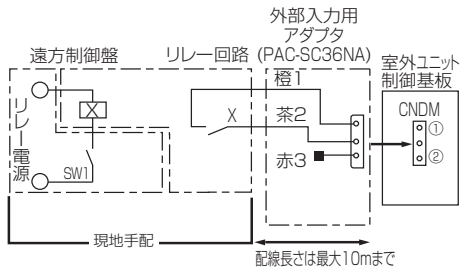 外部入力用
アダプタ
(PAC-SC36NA)
遠方制御盤
リレー回路
室外ユニット
制御基板
リレー電源
X
SW1
X
橙1
茶2
赤3
CNDM
①
②
現地手配
配線長さは最大10mまで